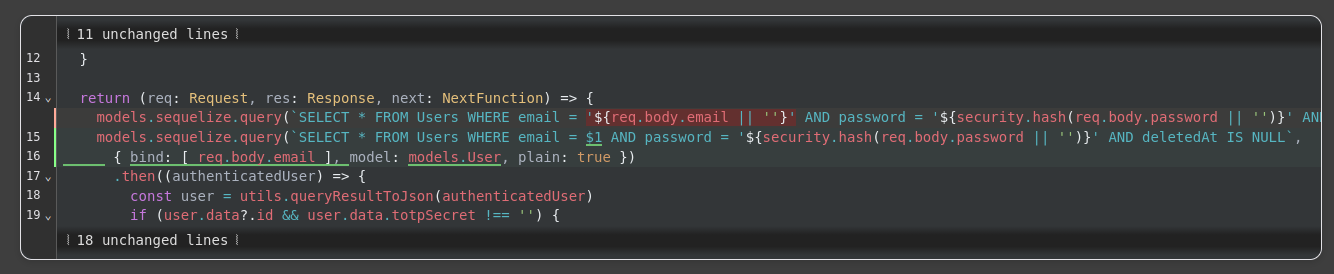 ⁞ 11 unchanged lines ⁞
12 }
13
14 return (req: Request, res: Response, next: NextFunction) => {
models.sequelize.query(`SELECT * FROM Users WHERE email = '${req.body.email || ''}' AND password = '${security.hash(req.body.password || '')}' AN
15 models.sequelize.query(`SELECT * FROM Users WHERE email = $1 AND password = '${security.hash(req.body.password || '')}' AND deletedAt IS NULL`,
16 { bind: [ req.body.email ], model: models.User, plain: true })
17 .then((authenticatedUser) => {
18 const user = utils.queryResultToJson(authenticatedUser)
19 if (user.data?.id && user.data.totpSecret !== '') {
⁞ 18 unchanged lines ⁞